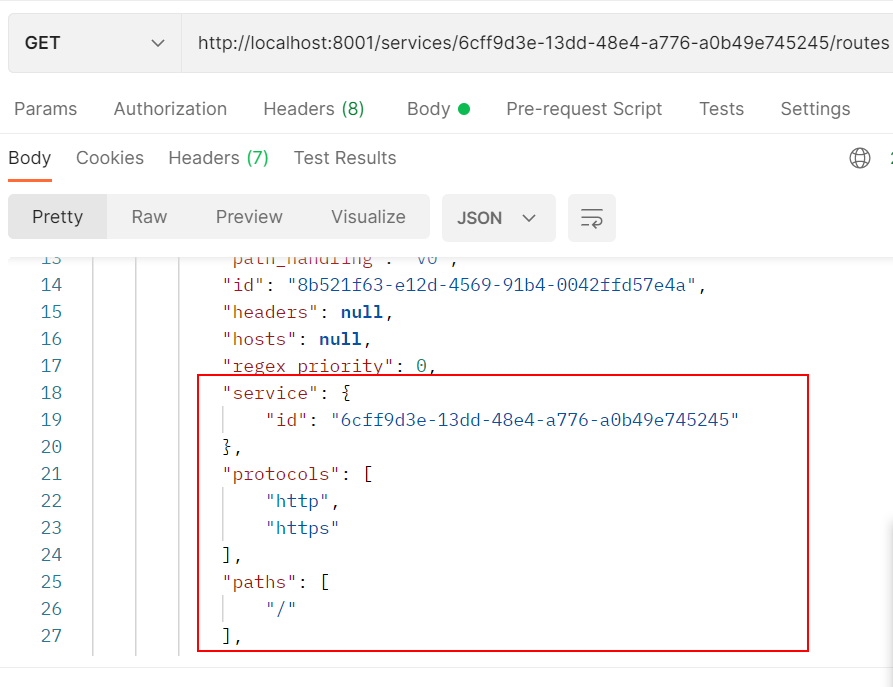 GET http://localhost:8001/services/6cff9d3e-13dd-48e4-a776-a0b49e745245/routes
Params Authorization Headers (8) Body Pre-request Script Tests Settings
Body Cookies Headers (7) Test Results
Pretty Raw Preview Visualize JSON
13 "path_handling": "v0",
14 "id": "8b521f63-e12d-4569-91b4-0042ffd57e4a",
15 "headers": null,
16 "hosts": null,
17 "regex_priority": 0,
18 "service": {
19 "id": "6cff9d3e-13dd-48e4-a776-a0b49e745245"
20 },
21 "protocols": [
22 "http",
23 "https"
24 ],
25 "paths": [
26 "/"
27 ],